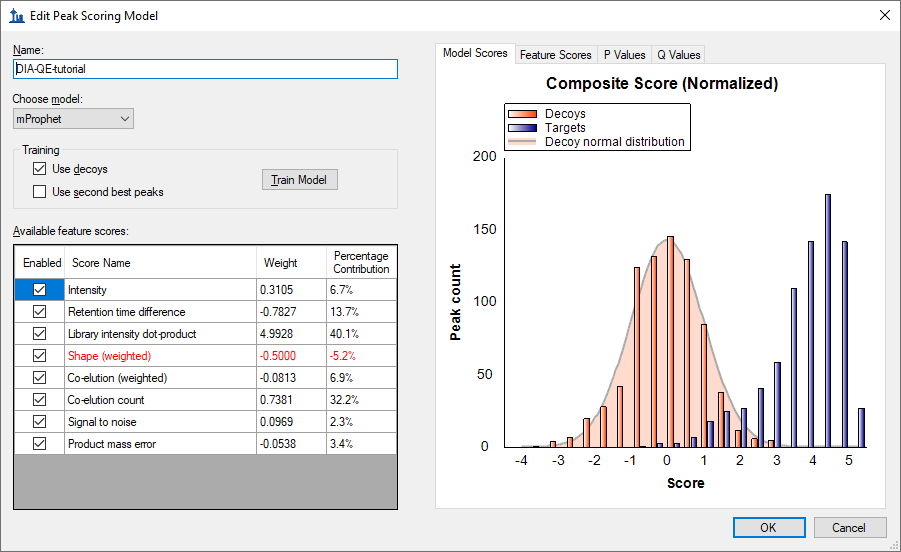 Edit Peak Scoring Model
Name:
DIA-QE-tutorial
Choose model:
mProphet
Training
Use decoys
Use second best peaks
Train Model
Available feature scores:
Enabled Score Name Weight Percentage Contribution
Intensity 0.3105 6.7%
Retention time difference -0.7827 13.7%
Library intensity dot-product 4.9928 40.1%
Shape (weighted) -0.5000 -5.2%
Co-elution (weighted) -0.0813 6.9%
Co-elution count 0.7381 32.2%
Signal to noise 0.0969 2.3%
Product mass error -0.0538 3.4%
Model Scores Feature Scores P Values Q Values
Composite Score (Normalized)
Decoys
Targets
Decoy normal distribution
200
150
100
50
0
Peak count
-4 -3 -2 -1 0 1 2 3 4 5
Score
OK Cancel